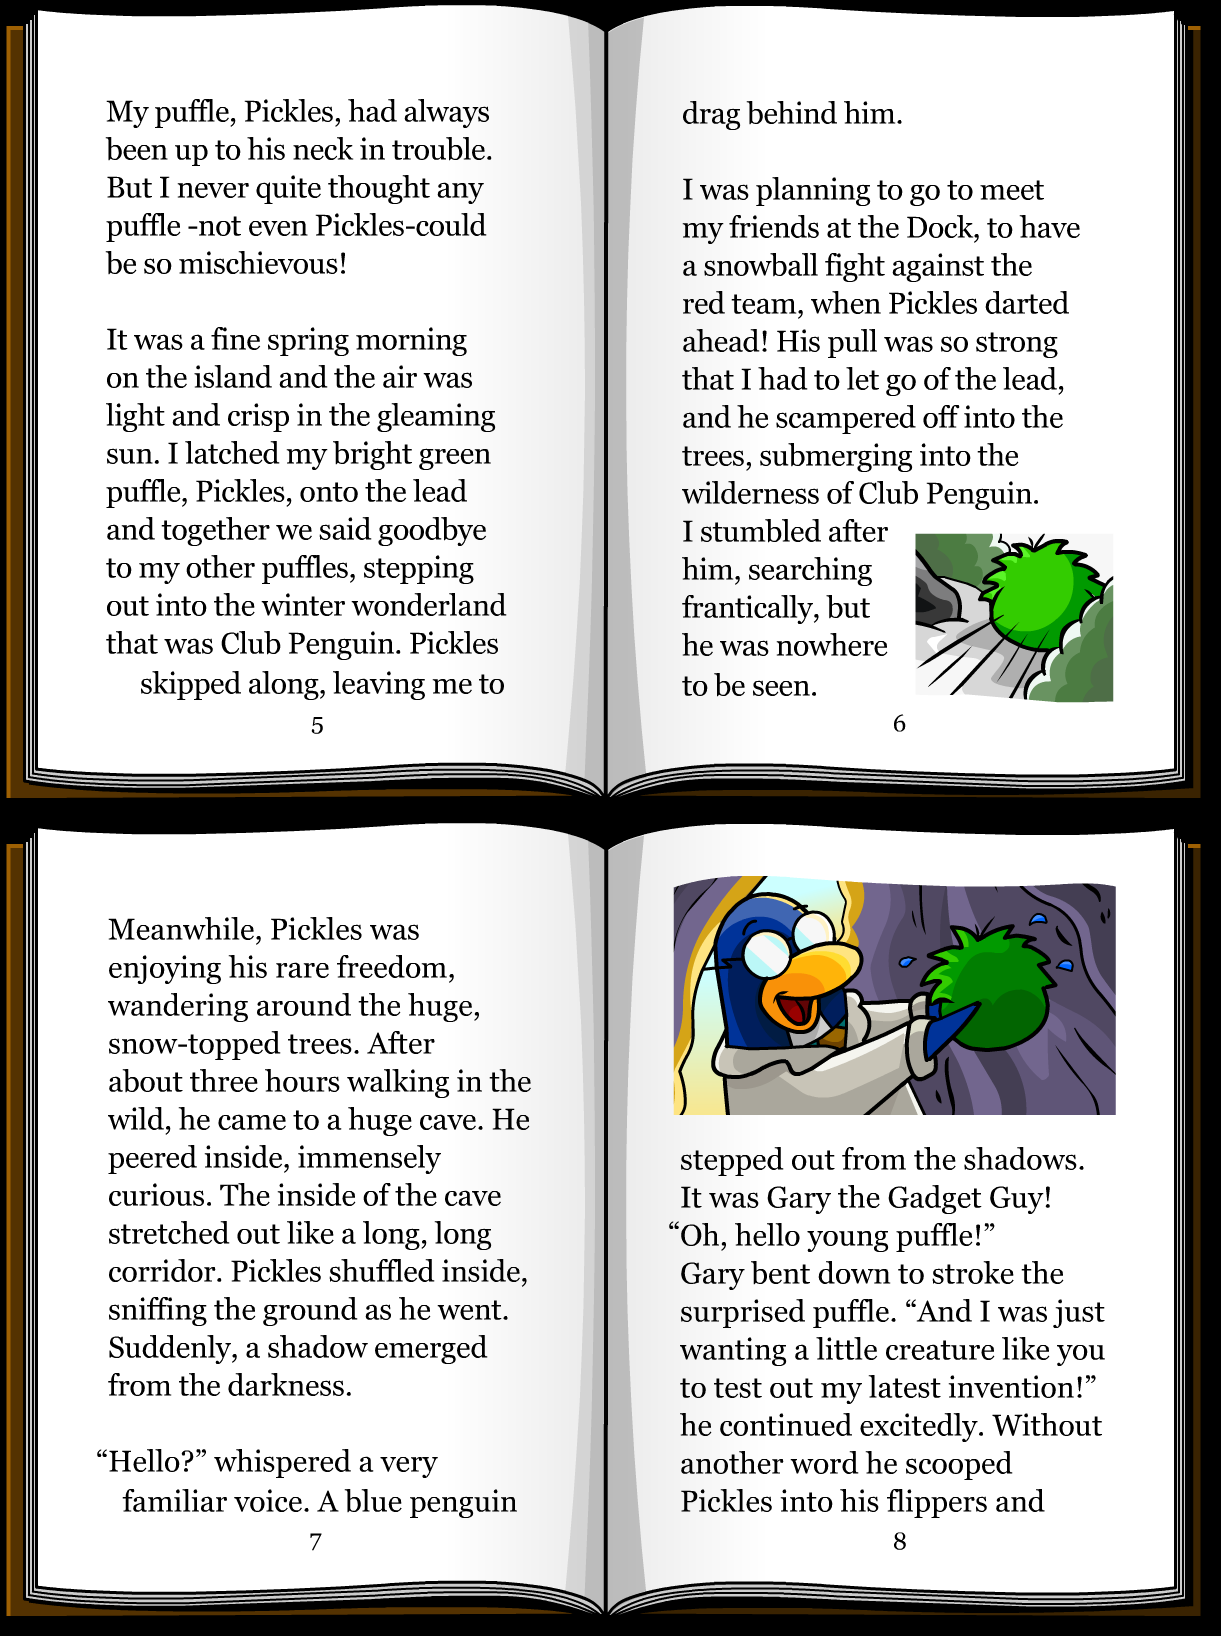 My puffle, Pickles, had always
been up to his neck in trouble.
But I never quite thought any
puffle -not even Pickles-could
be so mischievous!
It was a fine spring morning
on the island and the air was
light and crisp in the gleaming
sun. I latched my bright green
puffle, Pickles, onto the lead
and together we said goodbye
to my other puffles, stepping
out into the winter wonderland
that was Club Penguin. Pickles
skipped along, leaving me to
5
drag behind him.
I was planning to go to meet
my friends at the Dock, to have
a snowball fight against the
red team, when Pickles darted
ahead! His pull was so strong
that I had to let go of the lead,
and he scampered off into the
trees, submerging into the
wilderness of Club Penguin.
I stumbled after
him, searching
frantically, but
he was nowhere
to be seen.
6
Meanwhile, Pickles was
enjoying his rare freedom,
wandering around the huge,
snow-topped trees. After
about three hours walking in the
wild, he came to a huge cave. He
peered inside, immensely
curious. The inside of the cave
stretched out like a long, long
corridor. Pickles shuffled inside,
sniffing the ground as he went.
Suddenly, a shadow emerged
from the darkness.
“Hello?” whispered a very
familiar voice. A blue penguin
7
stepped out from the shadows.
It was Gary the Gadget Guy!
“Oh, hello young puffle!”
Gary bent down to stroke the
surprised puffle. “And I was just
wanting a little creature like you
to test out my latest invention!”
he continued excitedly. Without
another word he scooped
Pickles into his flippers and
8